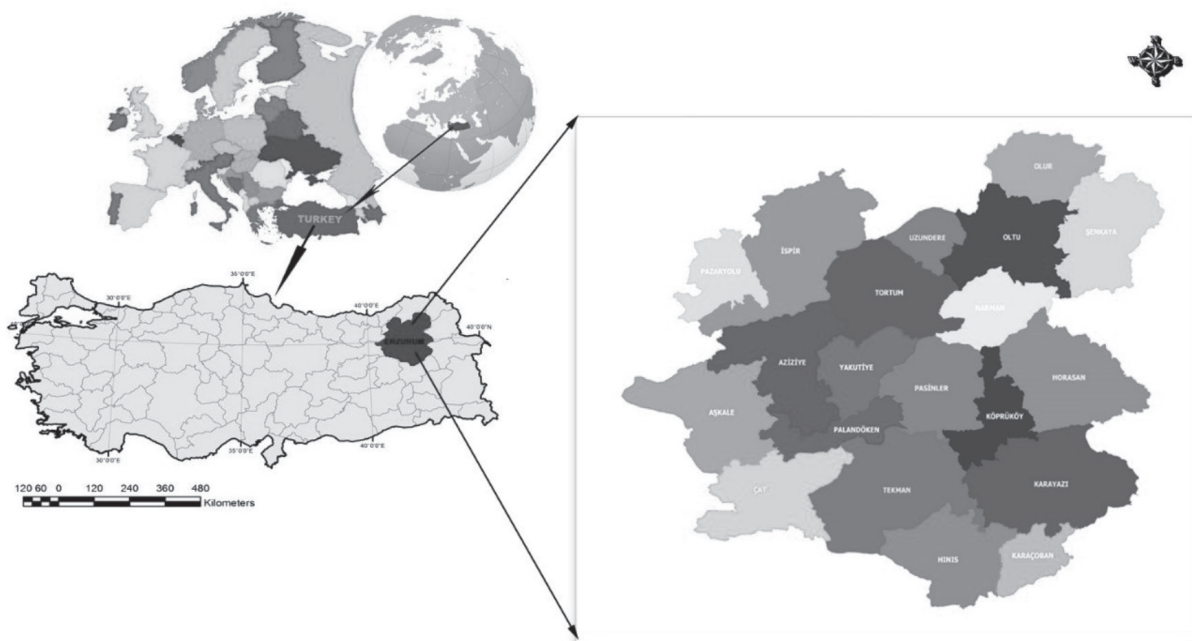 TURKEY
35°0'0"E
30°0'0"E
40°0'0"E
40°0'0"N
ERZURUM
30°0'0"E
35°0'0"E
40°0'0"E
120 60 0 120 240 360 480
Kilometers
OLUR
ŞENKAYA
OLTU
UZUNDERE
İSPİR
PAZARYOLU
TORTUM
NARMAN
AZİZİYE
YAKUTİYE
PASİNLER
HORASAN
AŞKALE
KÖPRÜKÖY
PALANDÖKEN
ÇAT
TEKMAN
KARAYAZI
HINIS
KARAÇOBAN